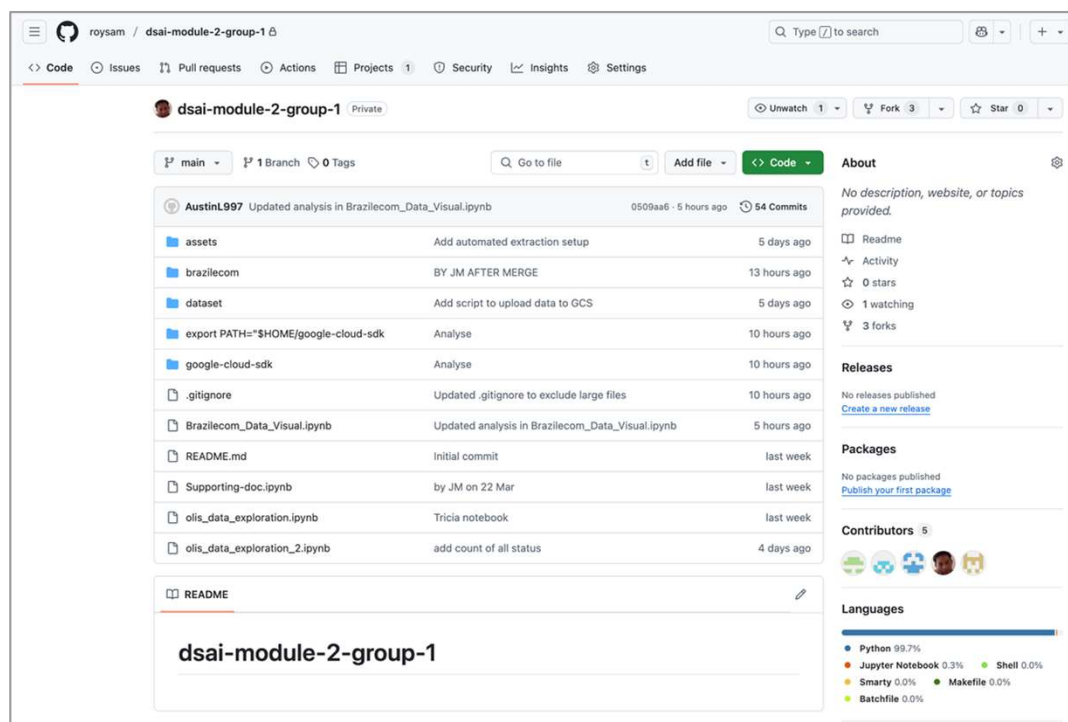 roysam / dsai-module-2-group-1
Type / to search
Code Issues Pull requests Actions Projects 1 Security Insights Settings
dsai-module-2-group-1 Private
Unwatch 1 Fork 3 Star 0
main 1 Branch 0 Tags
Go to file t
Add file
Code
AustinL997 Updated analysis in Brazilecom_Data_Visual.ipynb 0509aa6 · 5 hours ago 54 Commits
assets Add automated extraction setup 5 days ago
brazilecom BY JM AFTER MERGE 13 hours ago
dataset Add script to upload data to GCS 5 days ago
export PATH="$HOME/google-cloud-sdk Analyse 10 hours ago
google-cloud-sdk Analyse 10 hours ago
.gitignore Updated .gitignore to exclude large files 10 hours ago
Brazilecom_Data_Visual.ipynb Updated analysis in Brazilecom_Data_Visual.ipynb 5 hours ago
README.md Initial commit last week
Supporting-doc.ipynb by JM on 22 Mar last week
olis_data_exploration.ipynb Tricia notebook last week
olis_data_exploration_2.ipynb add count of all status 4 days ago
README
dsai-module-2-group-1
About
No description, website, or topics
provided.
Readme
Activity
0 stars
1 watching
3 forks
Releases
No releases published
Create a new release
Packages
No packages published
Publish your first package
Contributors 5
Languages
Python 99.7%
Jupyter Notebook 0.3% Shell 0.0%
Smarty 0.0% Makefile 0.0%
Batchfile 0.0%